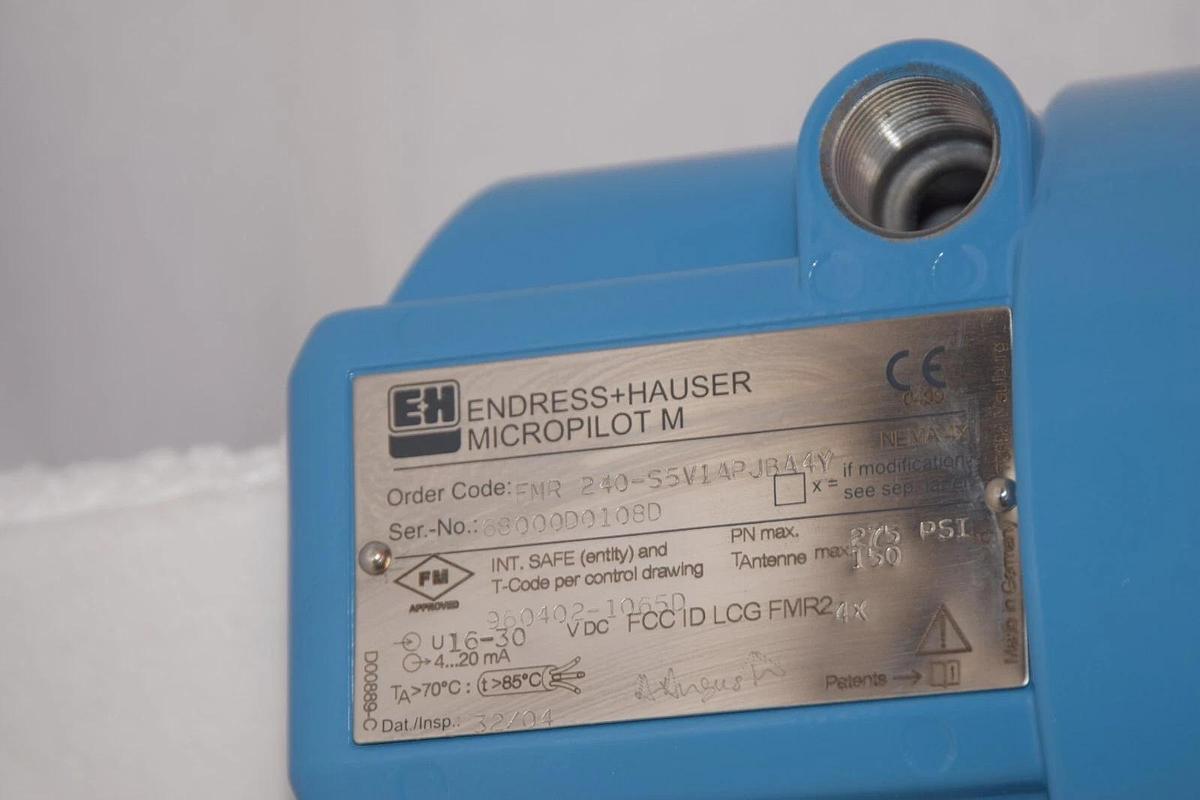 E+H
ENDRESS+HAUSER
MICROPILOT M
CE
NEMA 4X
Order Code: FMR 240-S5V1APJBA4Y
x = if modification
see sep.
Ser.-No.: 68000D0108D
FM
APPROVED
INT. SAFE (entity) and
T-Code per control drawing
960402-1065D
PN max. 275 PSI
TAntenne max. 150
U 16-30 VDC FCC ID LCG FMR2 4X
4...20 mA
TA >70°C : t >85°C
Patents
Dat./Insp.: 32/04
D00889-C
Made in Germany